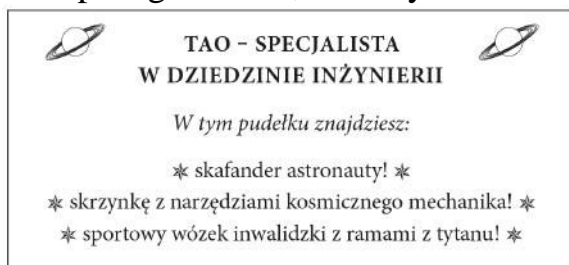 TAO – SPECJALISTA
W DZIEDZINIE INŻYNIERII
W tym pudełku znajdziesz:
✴ skafander astronauty! ✴
✴ skrzynkę z narzędziami kosmicznego mechanika! ✴
✴ sportowy wózek inwalidzki z ramami z tytanu! ✴